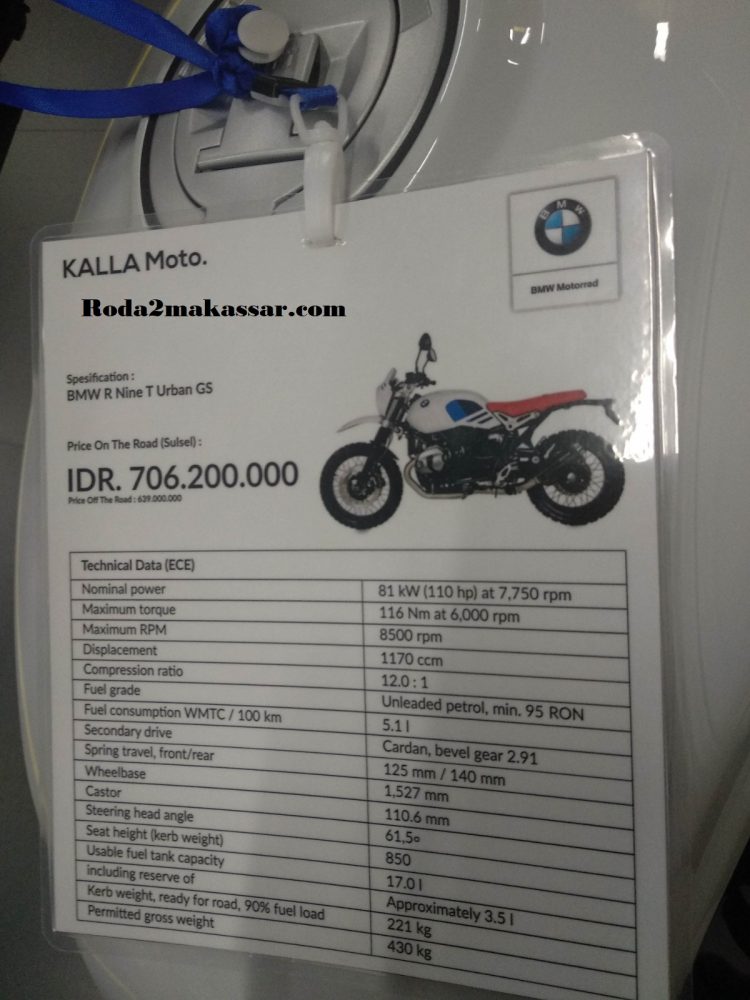 KALLA Moto.
BMW
BMW Motorrad
Roda2makassar.com
Spesification :
BMW R Nine T Urban GS
Price On The Road (Sulsel) :
IDR. 706.200.000
Price Off The Road : 639.000.000
Technical Data (ECE)
Nominal power 81 kW (110 hp) at 7,750 rpm
Maximum torque 116 Nm at 6,000 rpm
Maximum RPM 8500 rpm
Displacement 1170 ccm
Compression ratio 12.0 : 1
Fuel grade Unleaded petrol, min. 95 RON
Fuel consumption WMTC / 100 km 5.1 l
Secondary drive Cardan, bevel gear 2.91
Spring travel, front/rear 125 mm / 140 mm
Wheelbase 1,527 mm
Castor 110.6 mm
Steering head angle 61,5°
Seat height (kerb weight) 850
Usable fuel tank capacity 17.0 l
including reserve of Approximately 3.5 l
Kerb weight, ready for road, 90% fuel load 221 kg
Permitted gross weight 430 kg